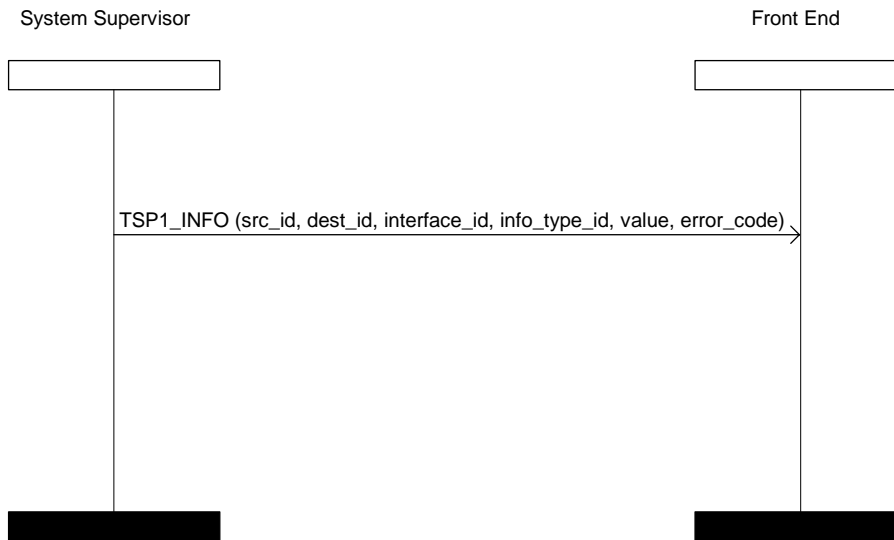 System Supervisor
Front End
TSP1_INFO (src_id, dest_id, interface_id, info_type_id, value, error_code)